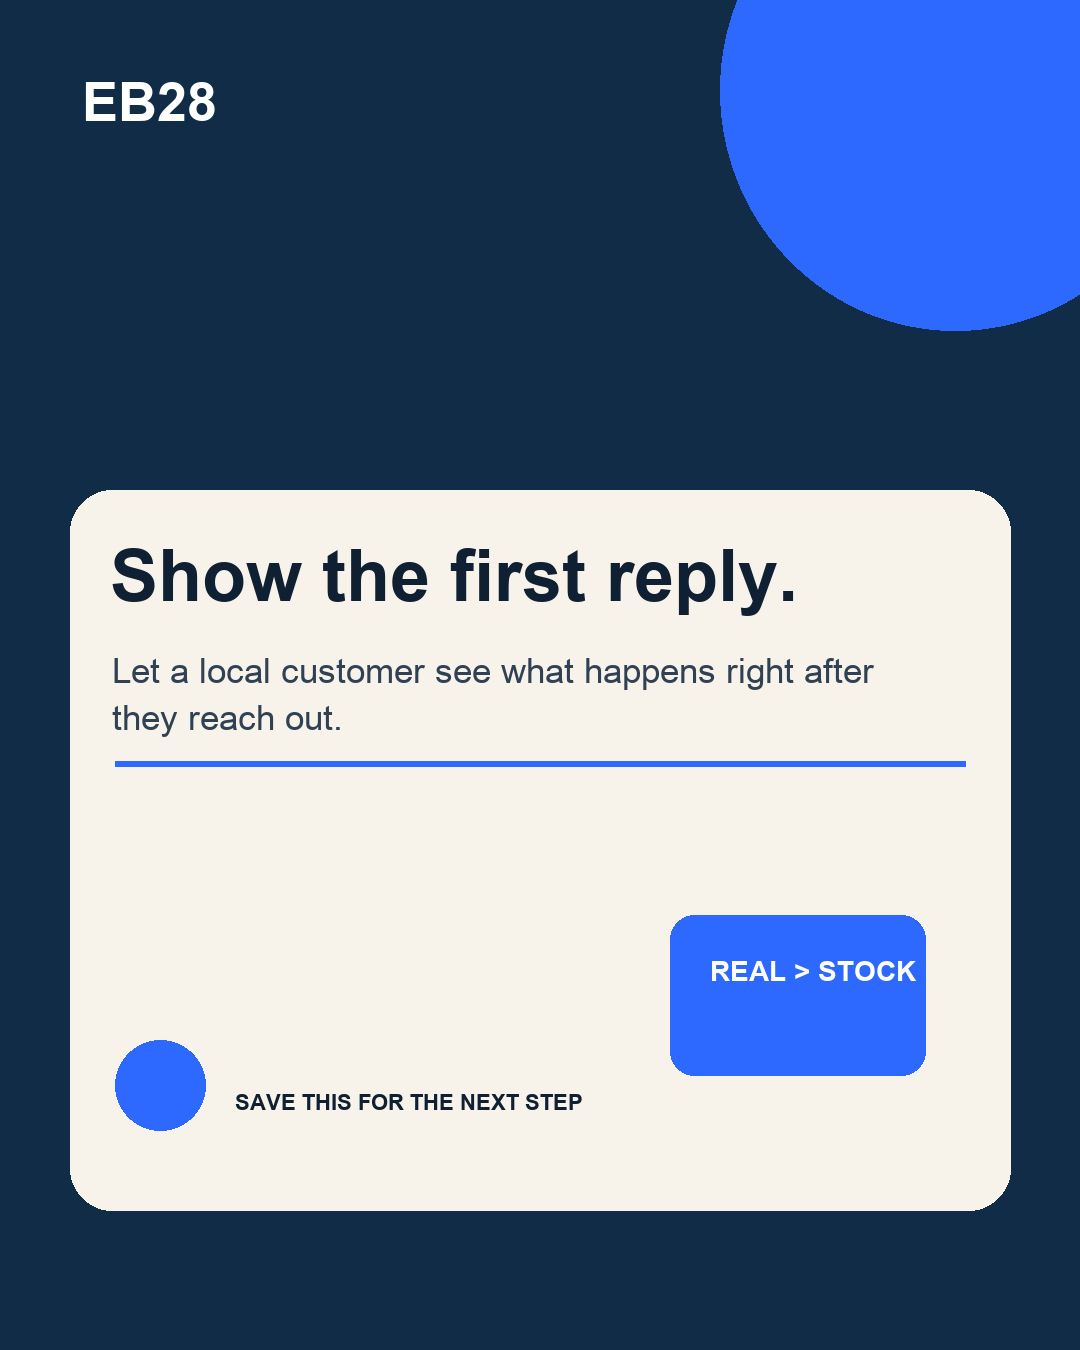 EB28
Show the first reply.
Let a local customer see what happens right after
they reach out.
REAL > STOCK
SAVE THIS FOR THE NEXT STEP